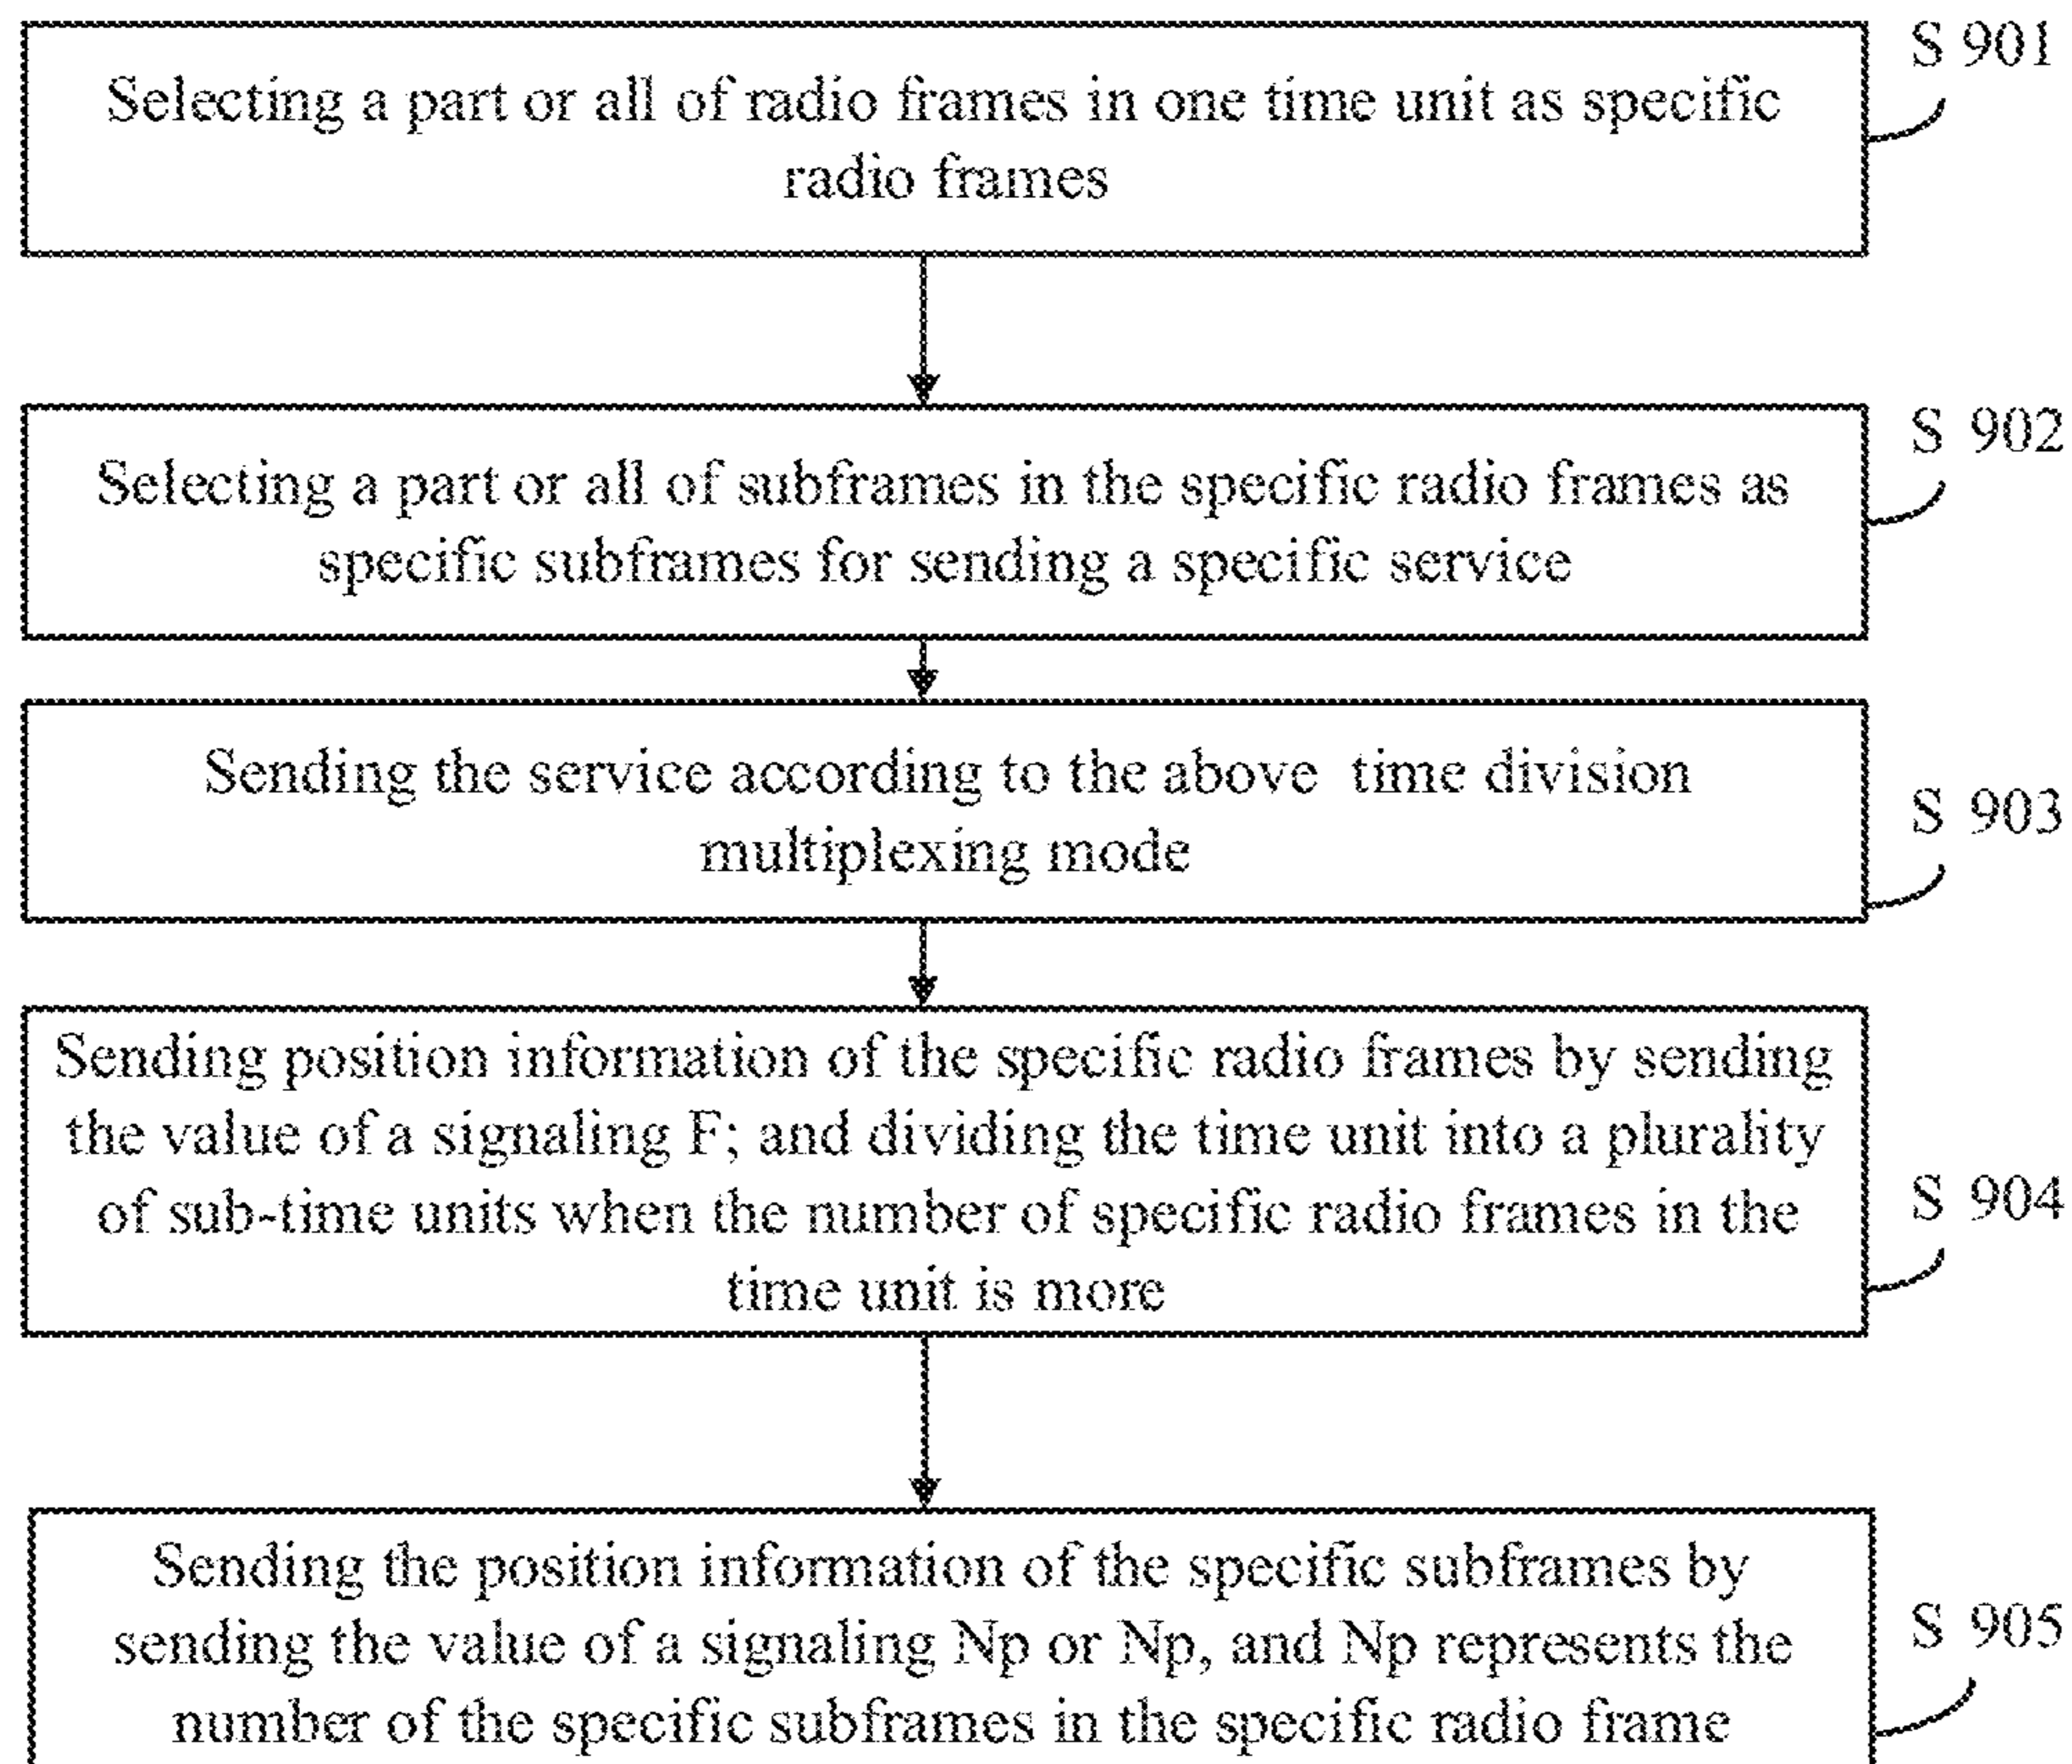 S 901
Selecting a part or all of radio frames in one time unit as specific
radio frames
S 902
Selecting a part or all of subframes in the specific radio frames as
specific subframes for sending a specific service
Sending the service according to the above time division
multiplexing mode
S 903
Sending position information of the specific radio frames by sending
the value of a signaling F; and dividing the time unit into a plurality
of sub-time units when the number of specific radio frames in the
time unit is more
S 904
Sending the position information of the specific subframes by
sending the value of a signaling Np or Np, and Np represents the
number of the specific subframes in the specific radio frame
S 905